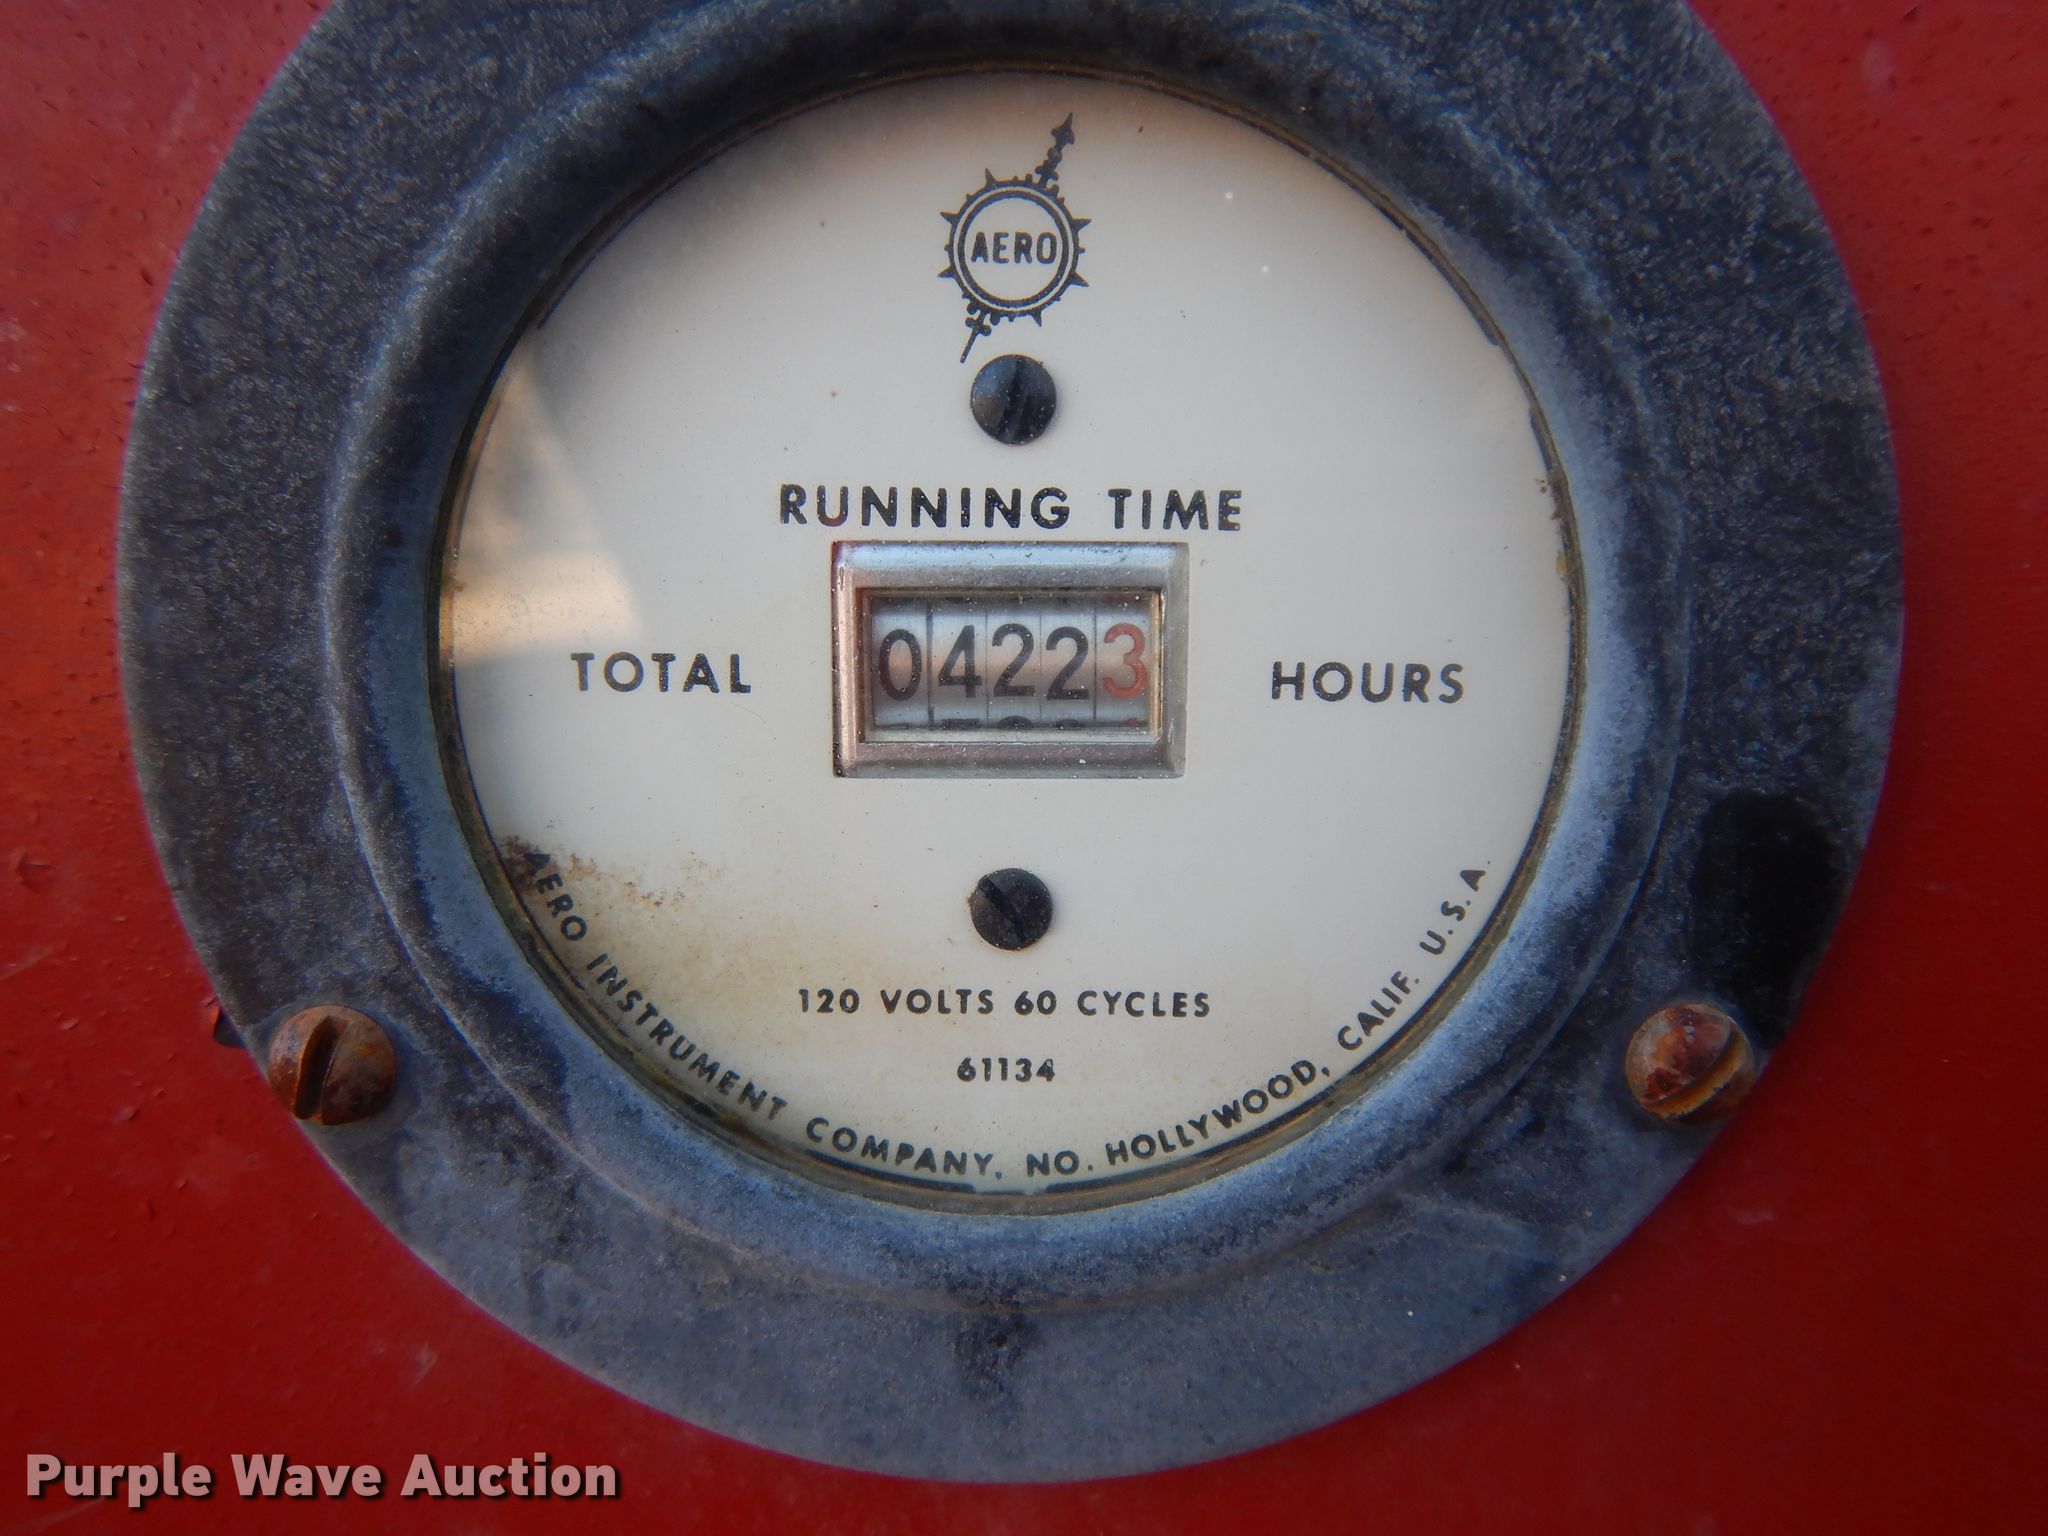 AERO
RUNNING TIME
TOTAL 04223 HOURS
120 VOLTS 60 CYCLES
61134
AERO INSTRUMENT COMPANY, NO. HOLLYWOOD, CALIF. U.S.A.
Purple Wave Auction